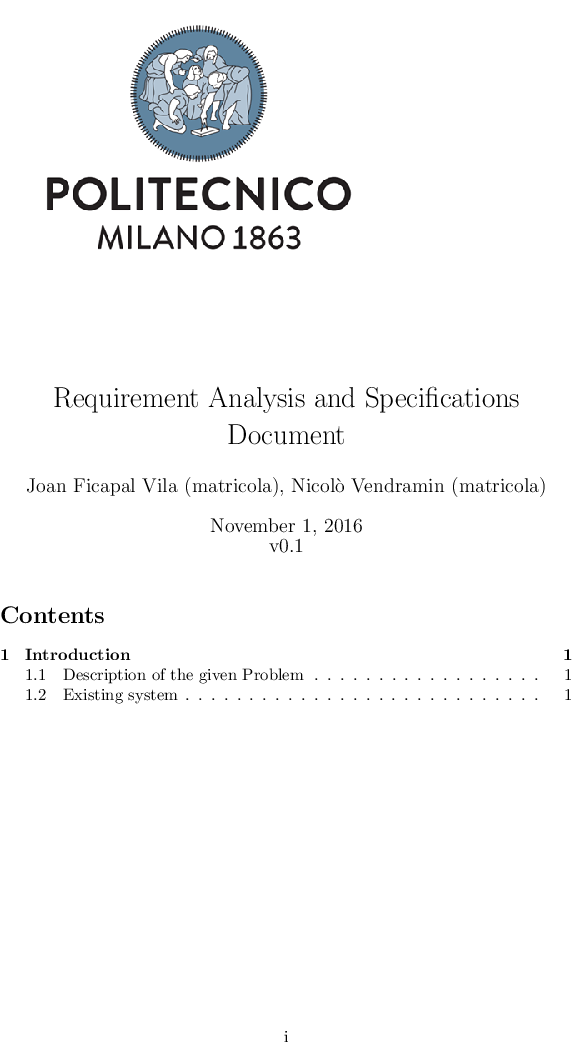 POLITECNICO
MILANO 1863
Requirement Analysis and Specifications
Document
Joan Ficapal Vila (matricola), Nicolò Vendramin (matricola)
November 1, 2016
v0.1
Contents
1 Introduction 1
1.1 Description of the given Problem . . . . . . . . . . . . . . . . . . 1
1.2 Existing system . . . . . . . . . . . . . . . . . . . . . . . . . . . . 1
i